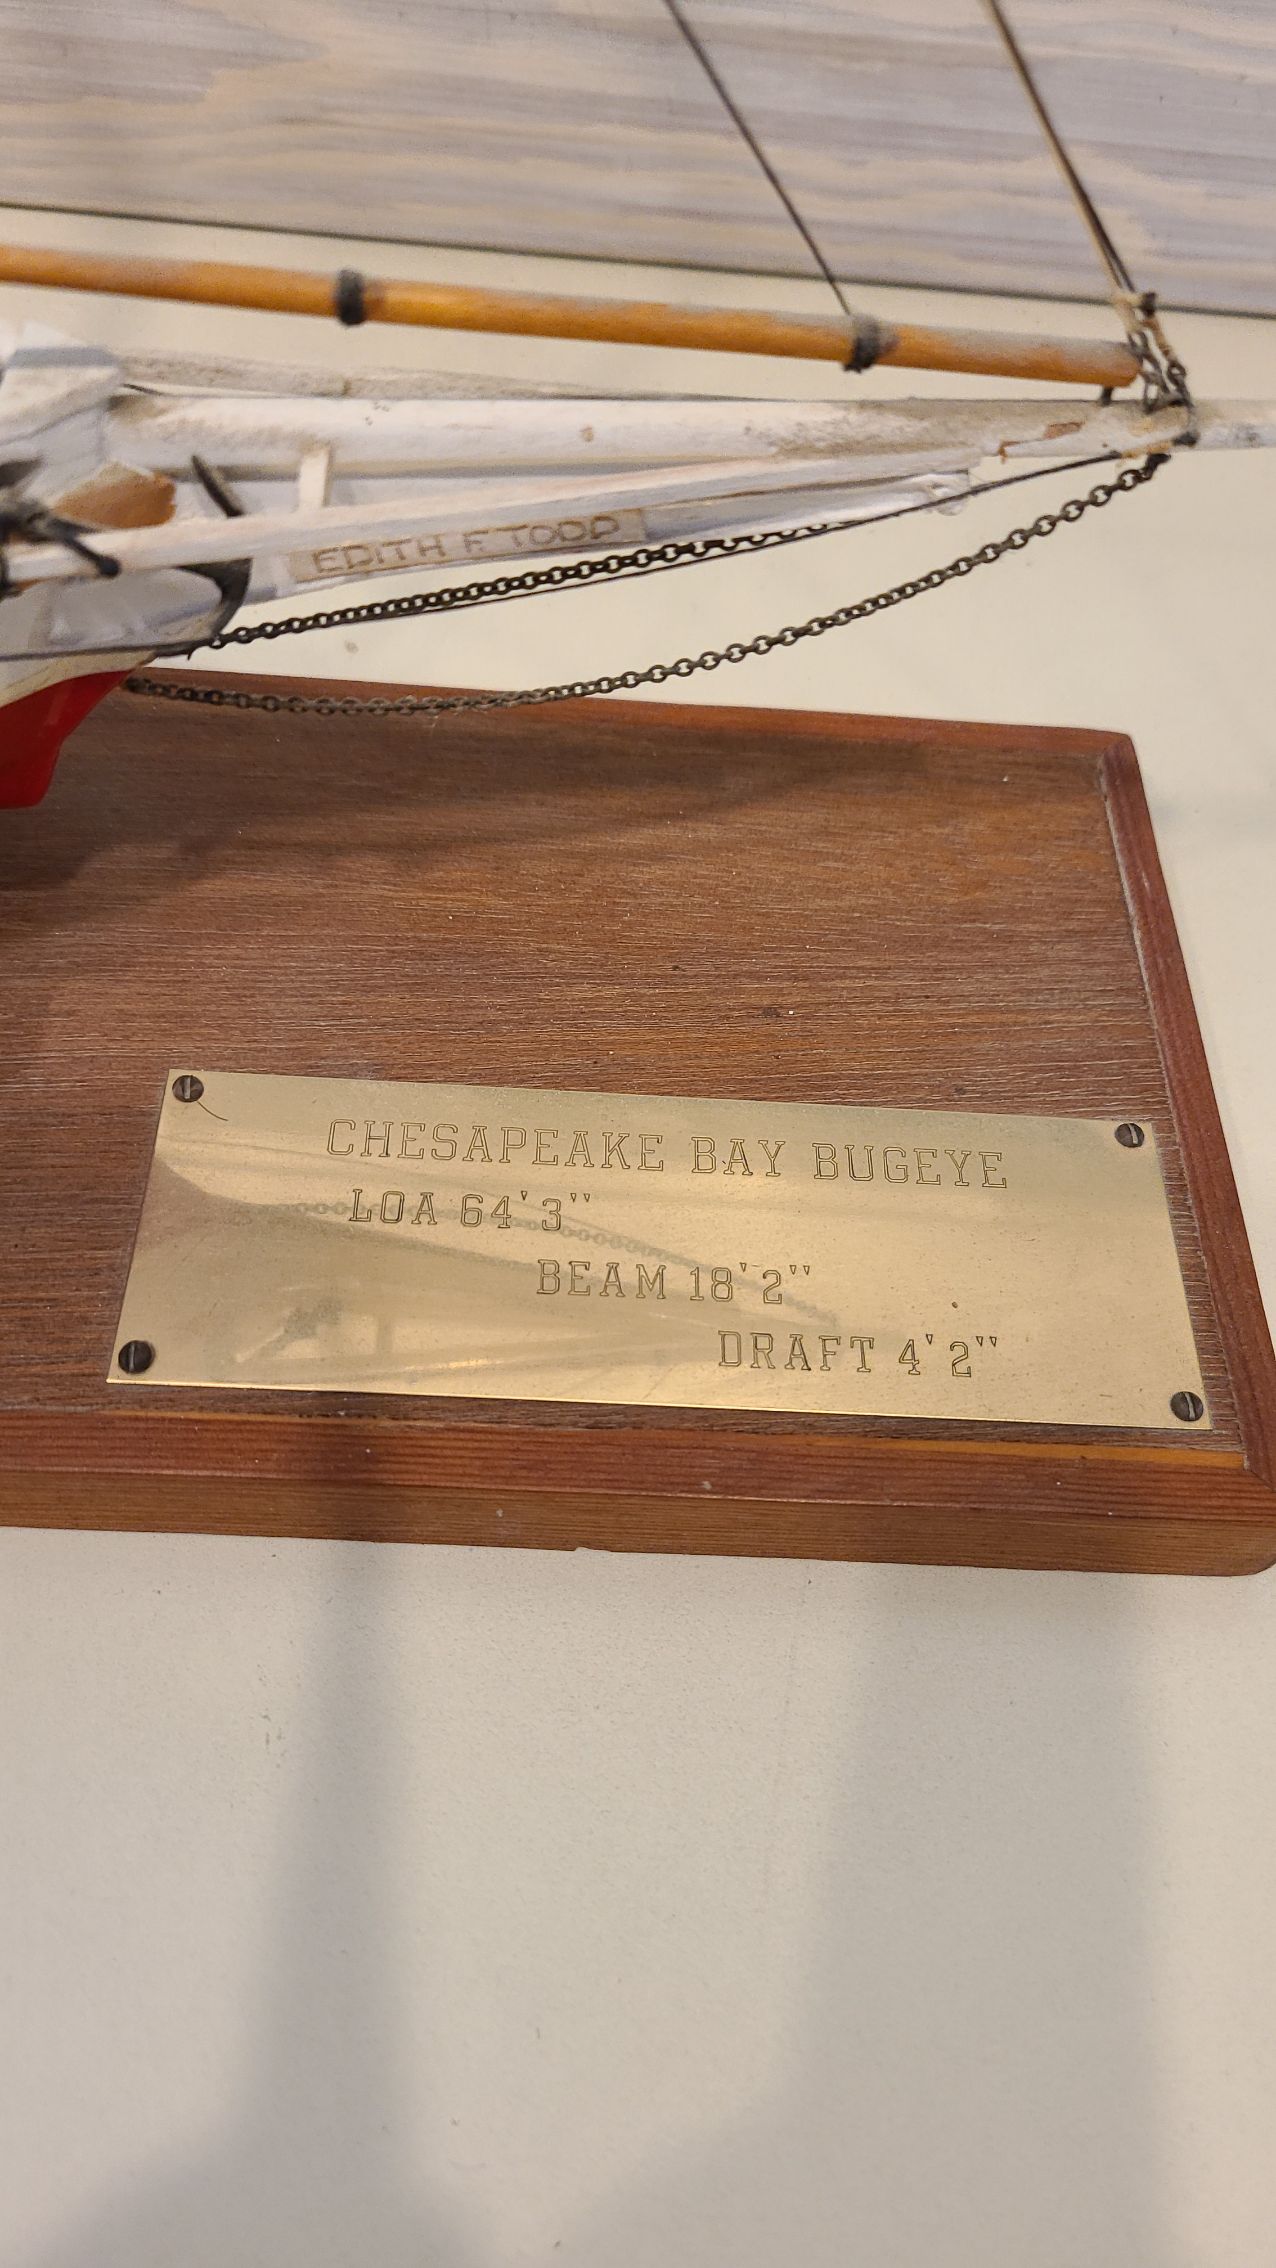 EDITH F. TODD
CHESAPEAKE BAY BUGEYE
LOA 64' 3"
BEAM 18' 2"
DRAFT 4' 2"